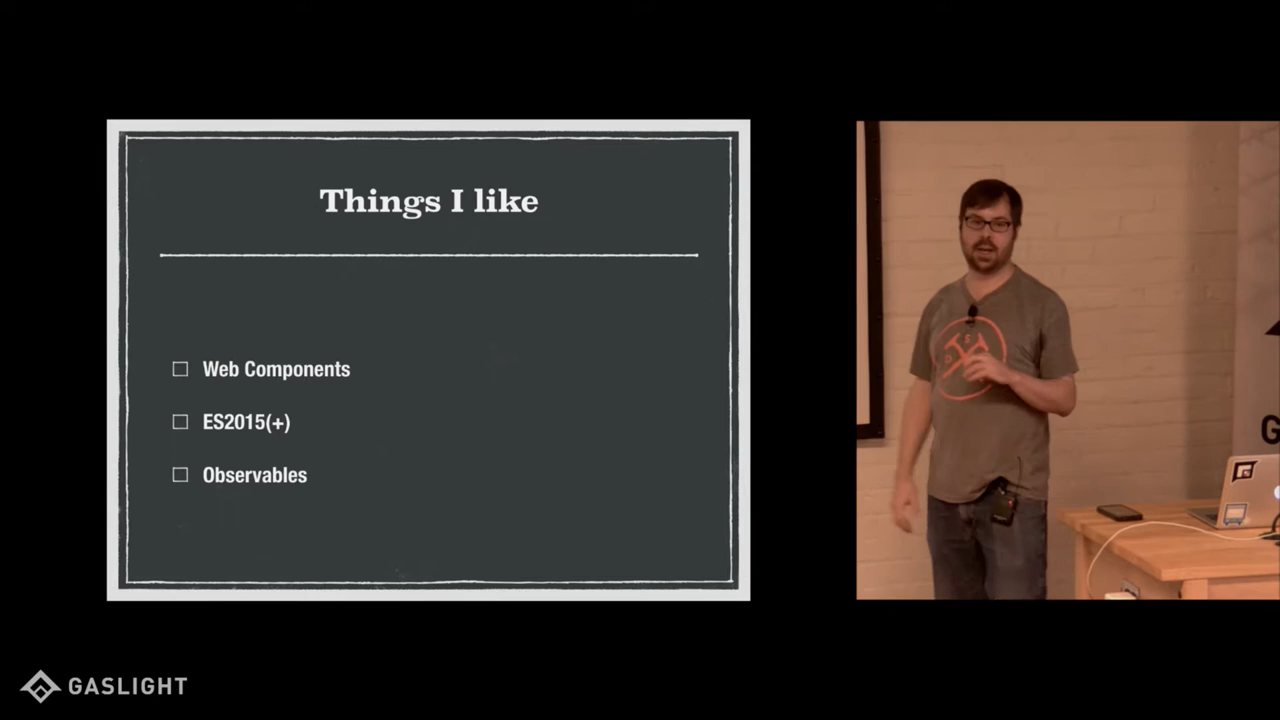 Things I like
Web Components
ES2015(+)
Observables
G
GASLIGHT